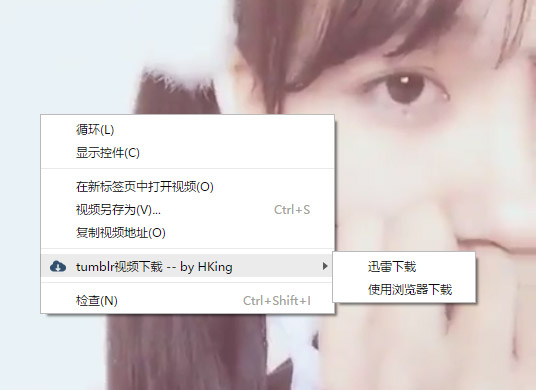 循环(L)
显示控件(C)
在新标签页中打开视频(O)
视频另存为(V)... Ctrl+S
复制视频地址(O)
tumblr视频下载 -- by HKing
迅雷下载
使用浏览器下载
检查(N) Ctrl+Shift+I